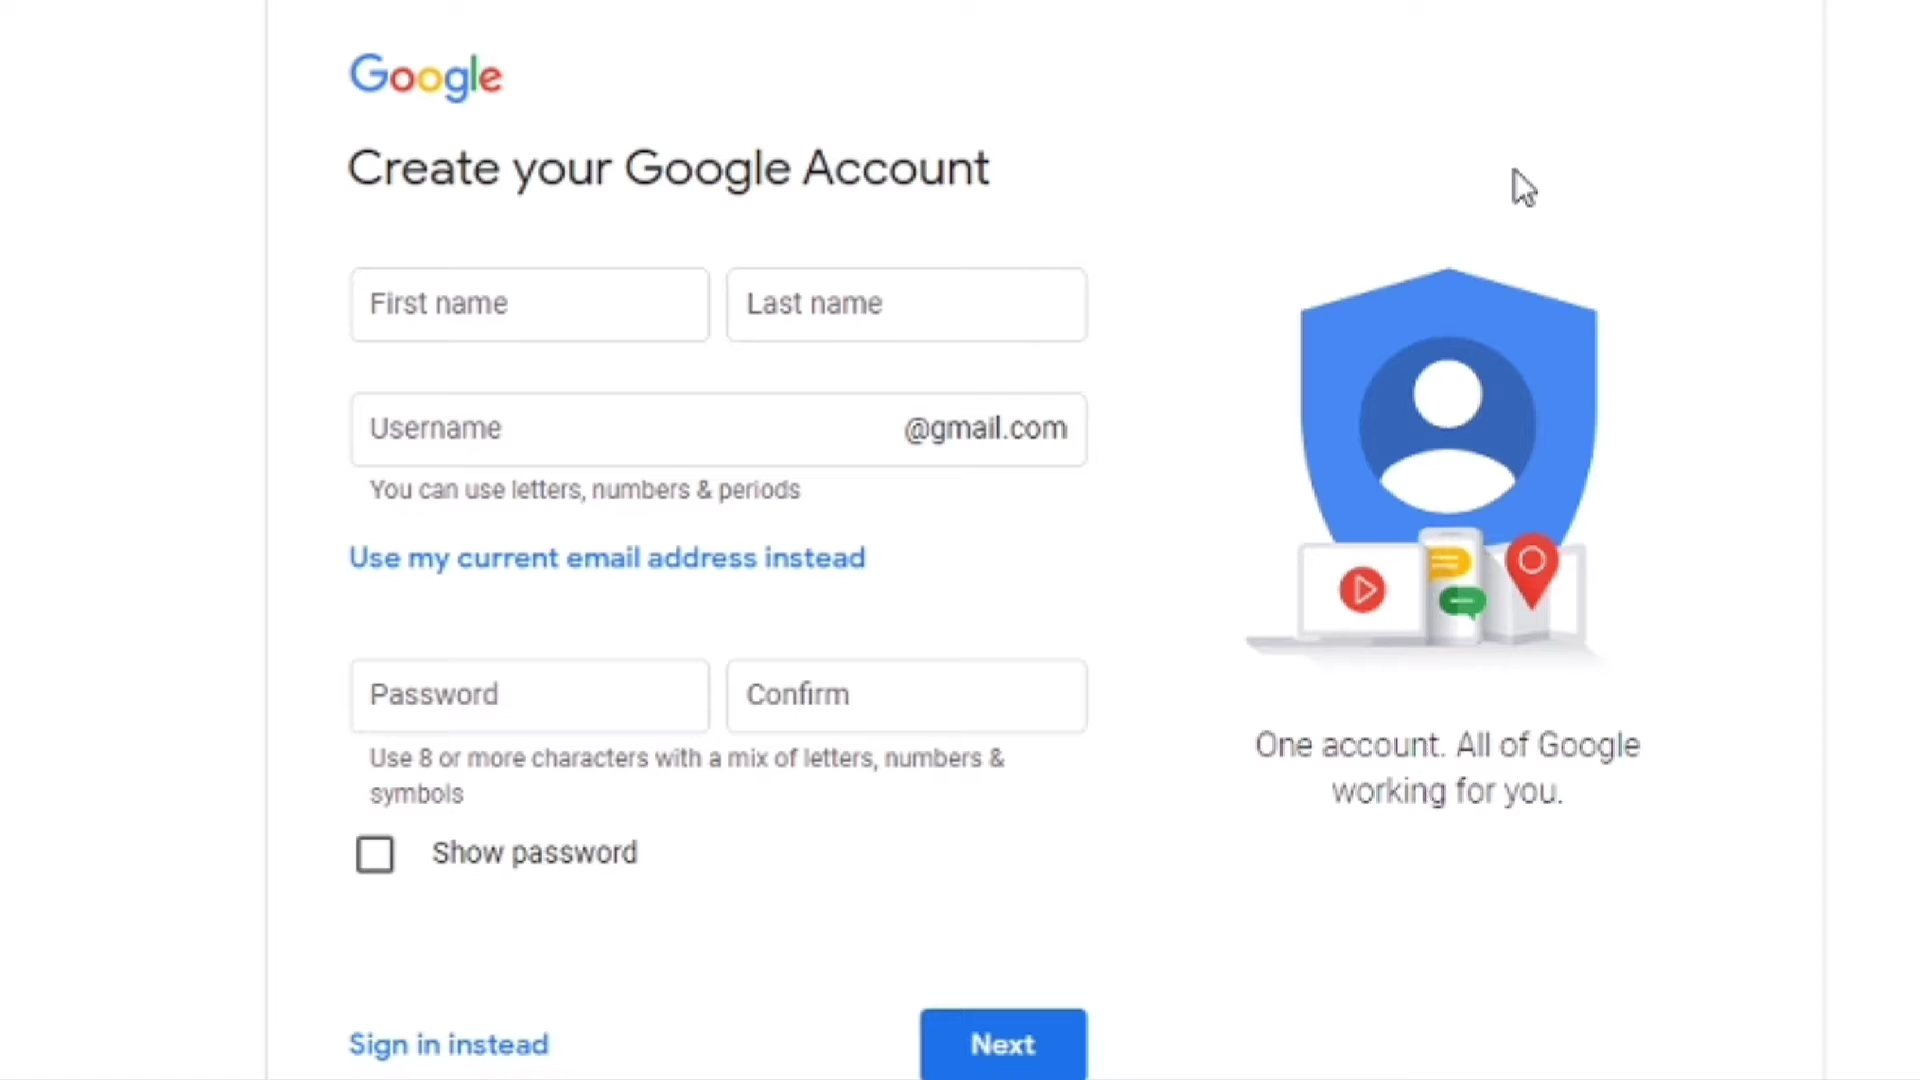 Google
Create your Google Account
First name
Last name
Username
@gmail.com
You can use letters, numbers & periods
Use my current email address instead
Password
Confirm
Use 8 or more characters with a mix of letters, numbers &
symbols
Show password
Sign in instead
Next
One account. All of Google
working for you.